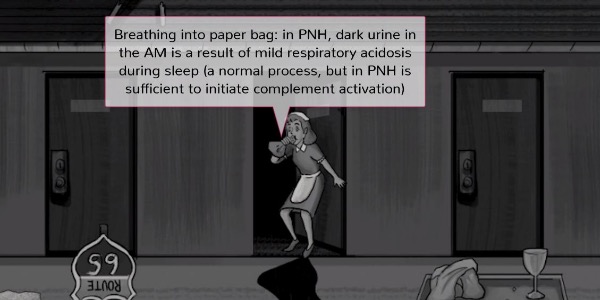 Breathing into paper bag: in PNH, dark urine in
the AM is a result of mild respiratory acidosis
during sleep (a normal process, but in PNH is
sufficient to initiate complement activation)
ROUTE
59